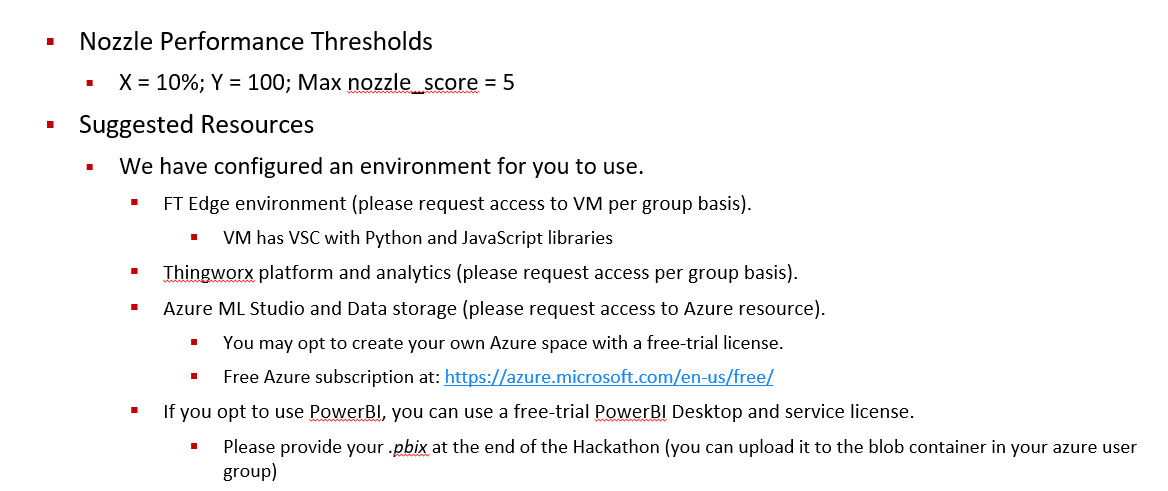 Nozzle Performance Thresholds
X = 10%; Y = 100; Max nozzle_score = 5
Suggested Resources
We have configured an environment for you to use.
FT Edge environment (please request access to VM per group basis).
VM has VSC with Python and JavaScript libraries
Thingworx platform and analytics (please request access per group basis).
Azure ML Studio and Data storage (please request access to Azure resource).
You may opt to create your own Azure space with a free-trial license.
Free Azure subscription at: https://azure.microsoft.com/en-us/free/
If you opt to use PowerBI, you can use a free-trial PowerBI Desktop and service license.
Please provide your .pbix at the end of the Hackathon (you can upload it to the blob container in your azure user
group)